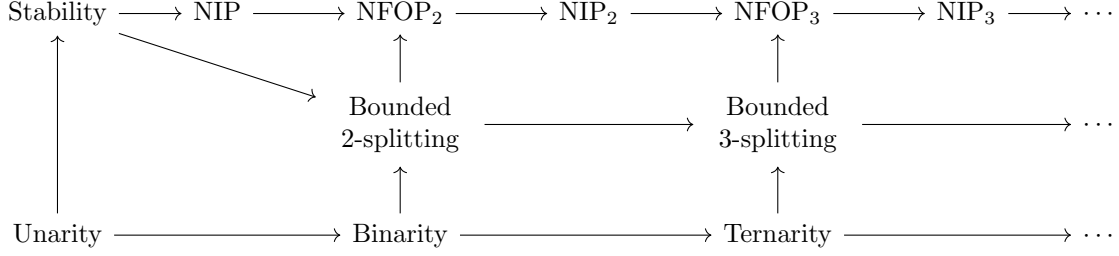 Stability NIP NFOP₂ NIP₂ NFOP₃ NIP₃ ⋯
Bounded Bounded
2-splitting 3-splitting ⋯
Unarity Binarity Ternarity ⋯